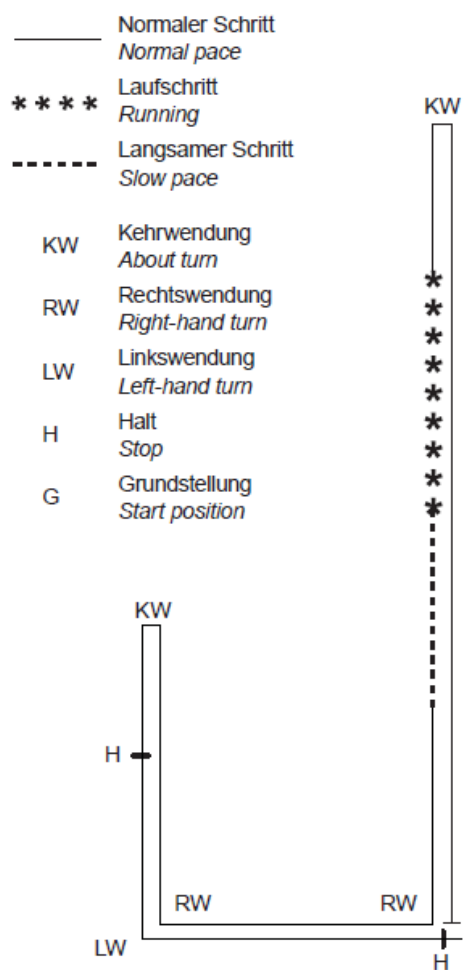 Normaler Schritt
Normal pace
Laufschritt
Running
Langsamer Schritt
Slow pace
KW Kehrwendung
About turn
RW Rechtswendung
Right-hand turn
LW Linkswendung
Left-hand turn
H Halt
Stop
G Grundstellung
Start position
KW
KW
H
RW RW
LW
H